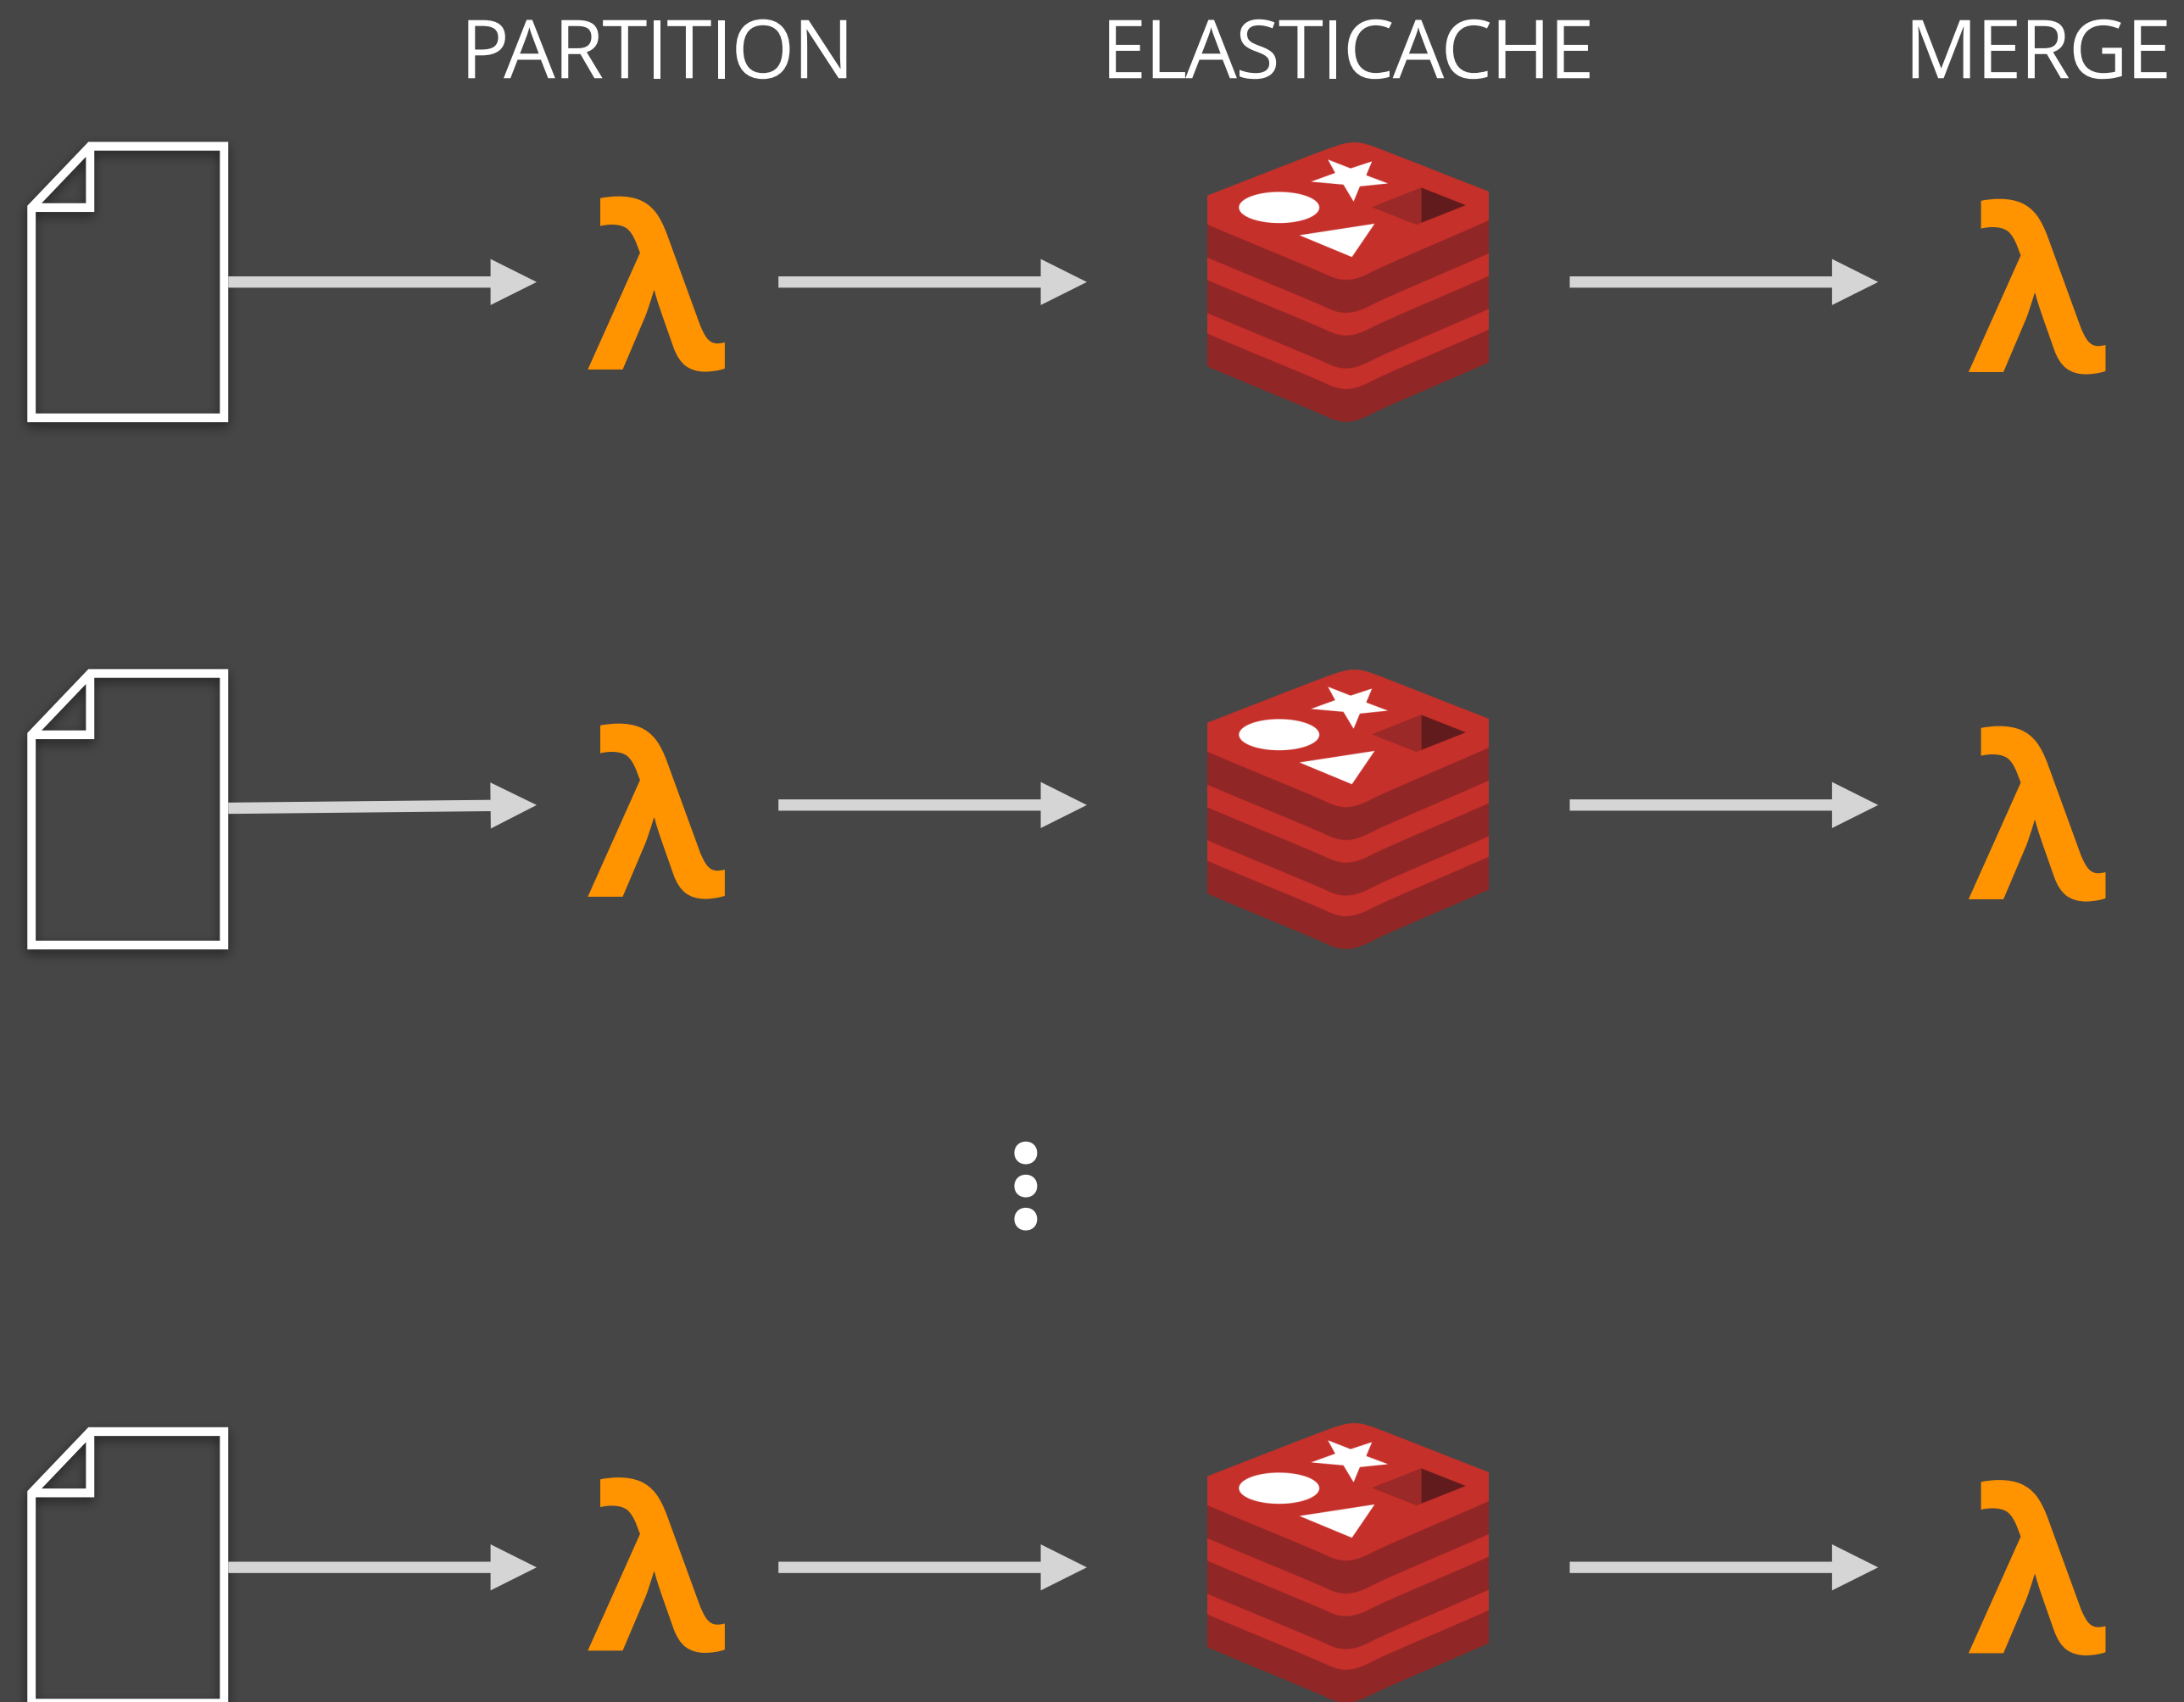 PARTITION ELASTICACHE MERGE
λ λ
λ λ
λ λ